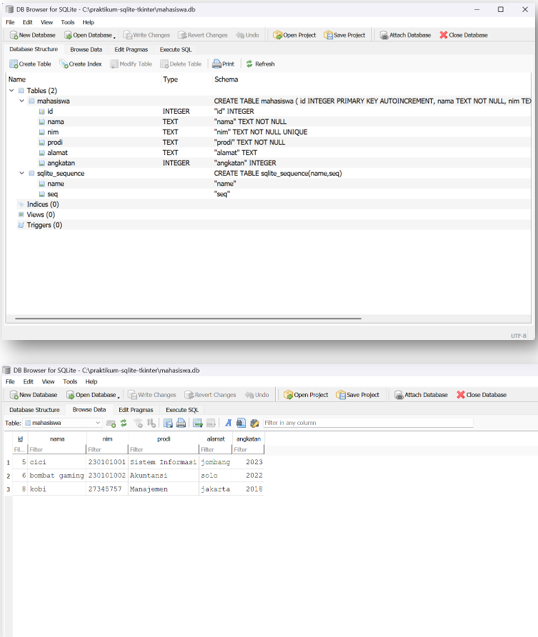 DB Browser for SQLite - C:\praktikum-sqlite-tkinter\mahasiswa.db
File Edit View Tools Help
New Database Open Database Write Changes Revert Changes Undo Open Project Save Project Attach Database Close Database
Database Structure Browse Data Edit Pragmas Execute SQL
Create Table Create Index Modify Table Delete Table Print Refresh
Name Type Schema
Tables (2)
mahasiswa CREATE TABLE mahasiswa ( id INTEGER PRIMARY KEY AUTOINCREMENT, nama TEXT NOT NULL, nim TE
id INTEGER "id" INTEGER
nama TEXT "nama" TEXT NOT NULL
nim TEXT "nim" TEXT NOT NULL UNIQUE
prodi TEXT "prodi" TEXT NOT NULL
alamat TEXT "alamat" TEXT
angkatan INTEGER "angkatan" INTEGER
sqlite_sequence CREATE TABLE sqlite_sequence(name,seq)
name "name"
seq "seq"
Indices (0)
Views (0)
Triggers (0)
UTF-8
DB Browser for SQLite - C:\praktikum-sqlite-tkinter\mahasiswa.db
File Edit View Tools Help
New Database Open Database Write Changes Revert Changes Undo Open Project Save Project Attach Database Close Database
Database Structure Browse Data Edit Pragmas Execute SQL
Table: mahasiswa Filter in any column
id nama nim prodi alamat angkatan
Fil... Filter Filter Filter Filter Filter
1 5 cici 230101001 Sistem Informasi jombang 2023
2 6 bombat gaming 230101002 Akuntansi solo 2022
3 8 kobi 27345757 Manajemen jakarta 2018